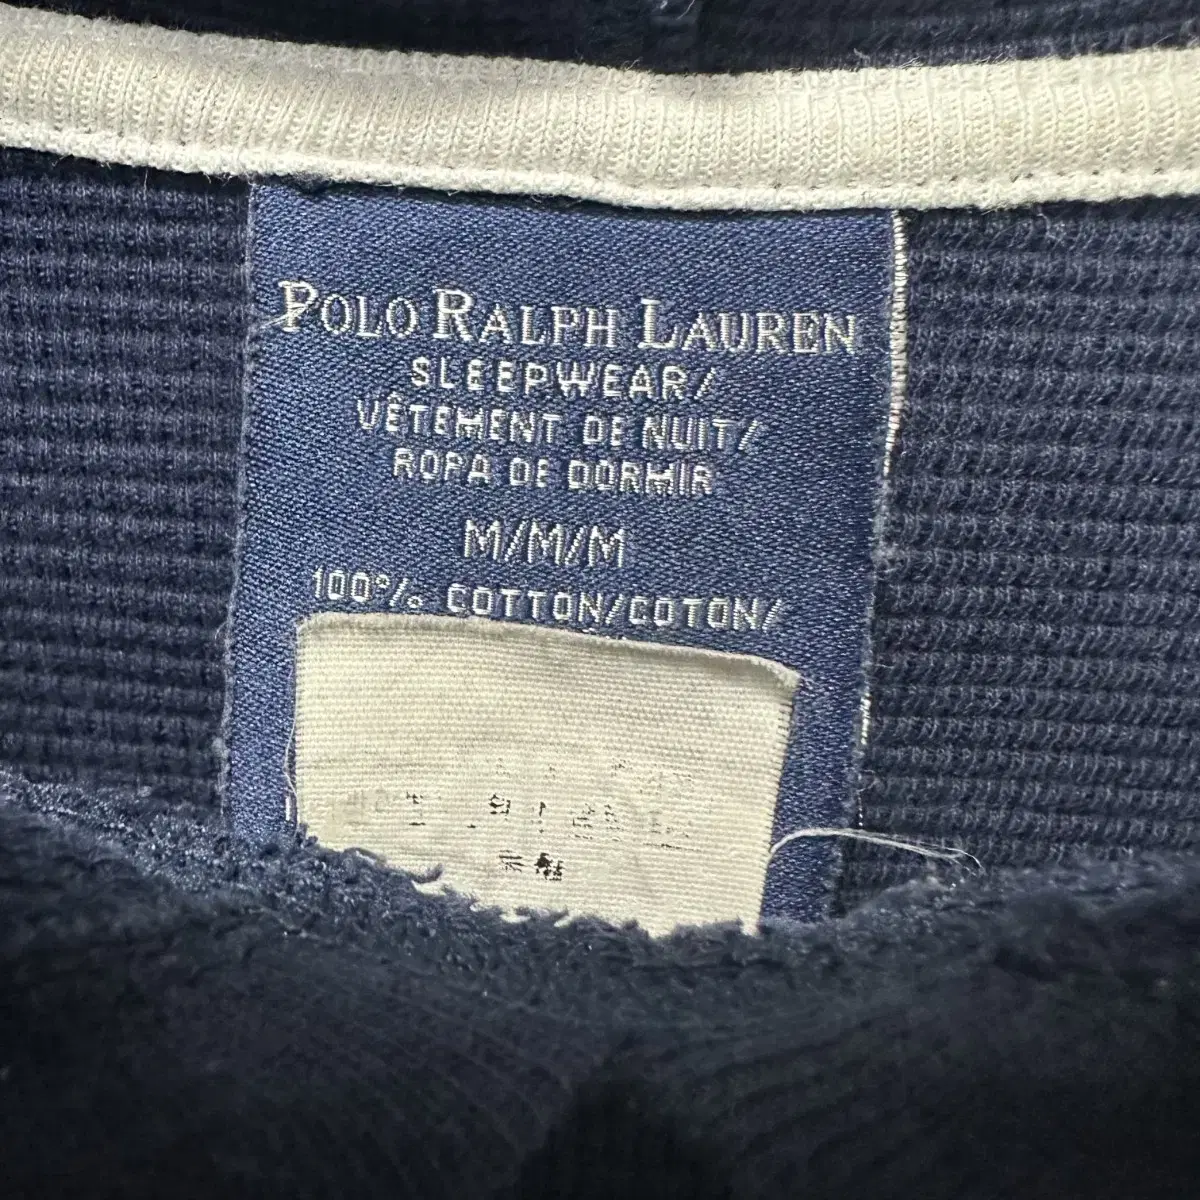 POLO RALPH LAUREN
SLEEPWEAR/
VÊTEMENT DE NUIT/
ROPA DE DORMIR
M/M/M
100% COTTON/COTON/